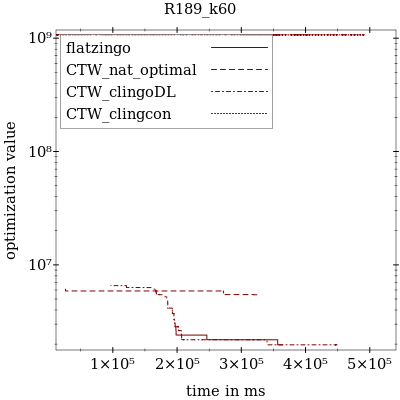 R189_k60
10⁹
flatzingo
CTW_nat_optimal
CTW_clingoDL
CTW_clingcon
10⁸
optimization value
10⁷
1×10⁵ 2×10⁵ 3×10⁵ 4×10⁵ 5×10⁵
time in ms